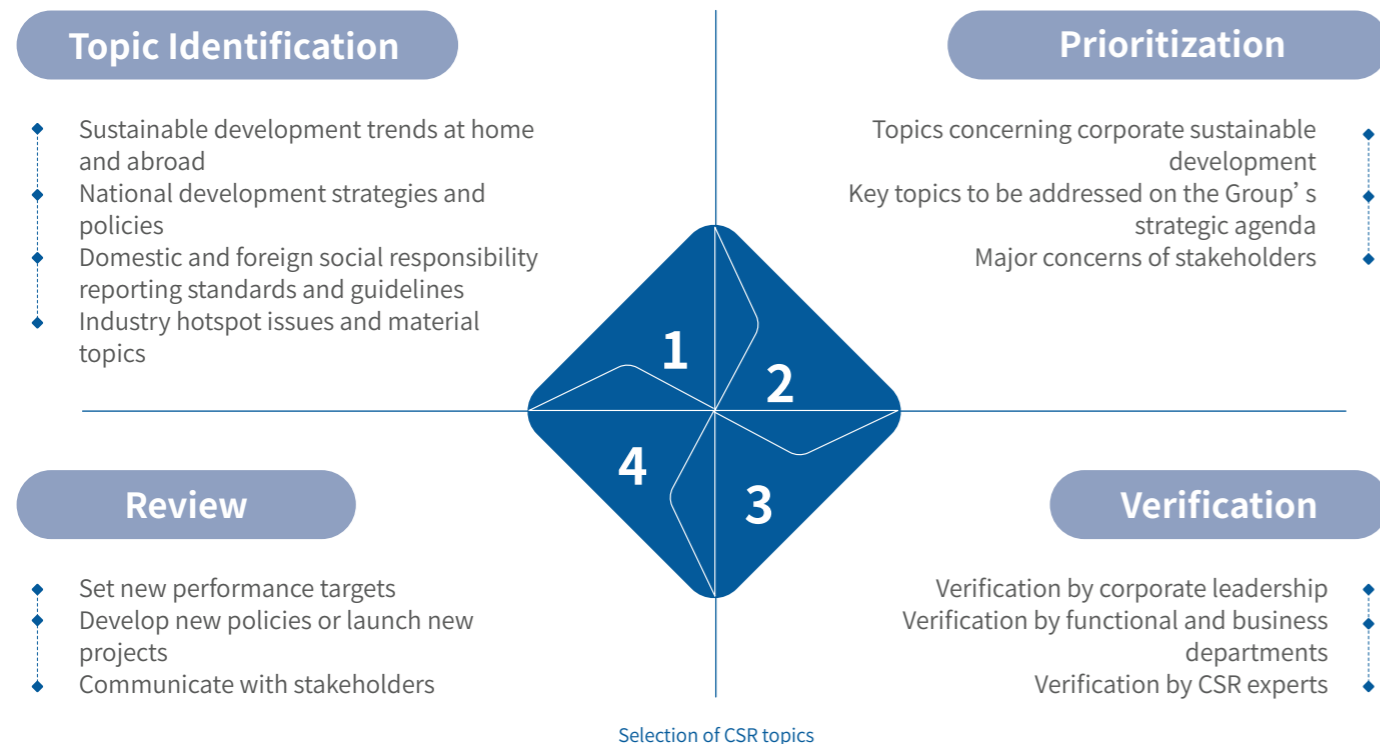 Topic Identification
Sustainable development trends at home
and abroad
National development strategies and
policies
Domestic and foreign social responsibility
reporting standards and guidelines
Industry hotspot issues and material
topics
Prioritization
Topics concerning corporate sustainable
development
Key topics to be addressed on the Group’ s
strategic agenda
Major concerns of stakeholders
1
2
4
3
Review
Set new performance targets
Develop new policies or launch new
projects
Communicate with stakeholders
Verification
Verification by corporate leadership
Verification by functional and business
departments
Verification by CSR experts
Selection of CSR topics